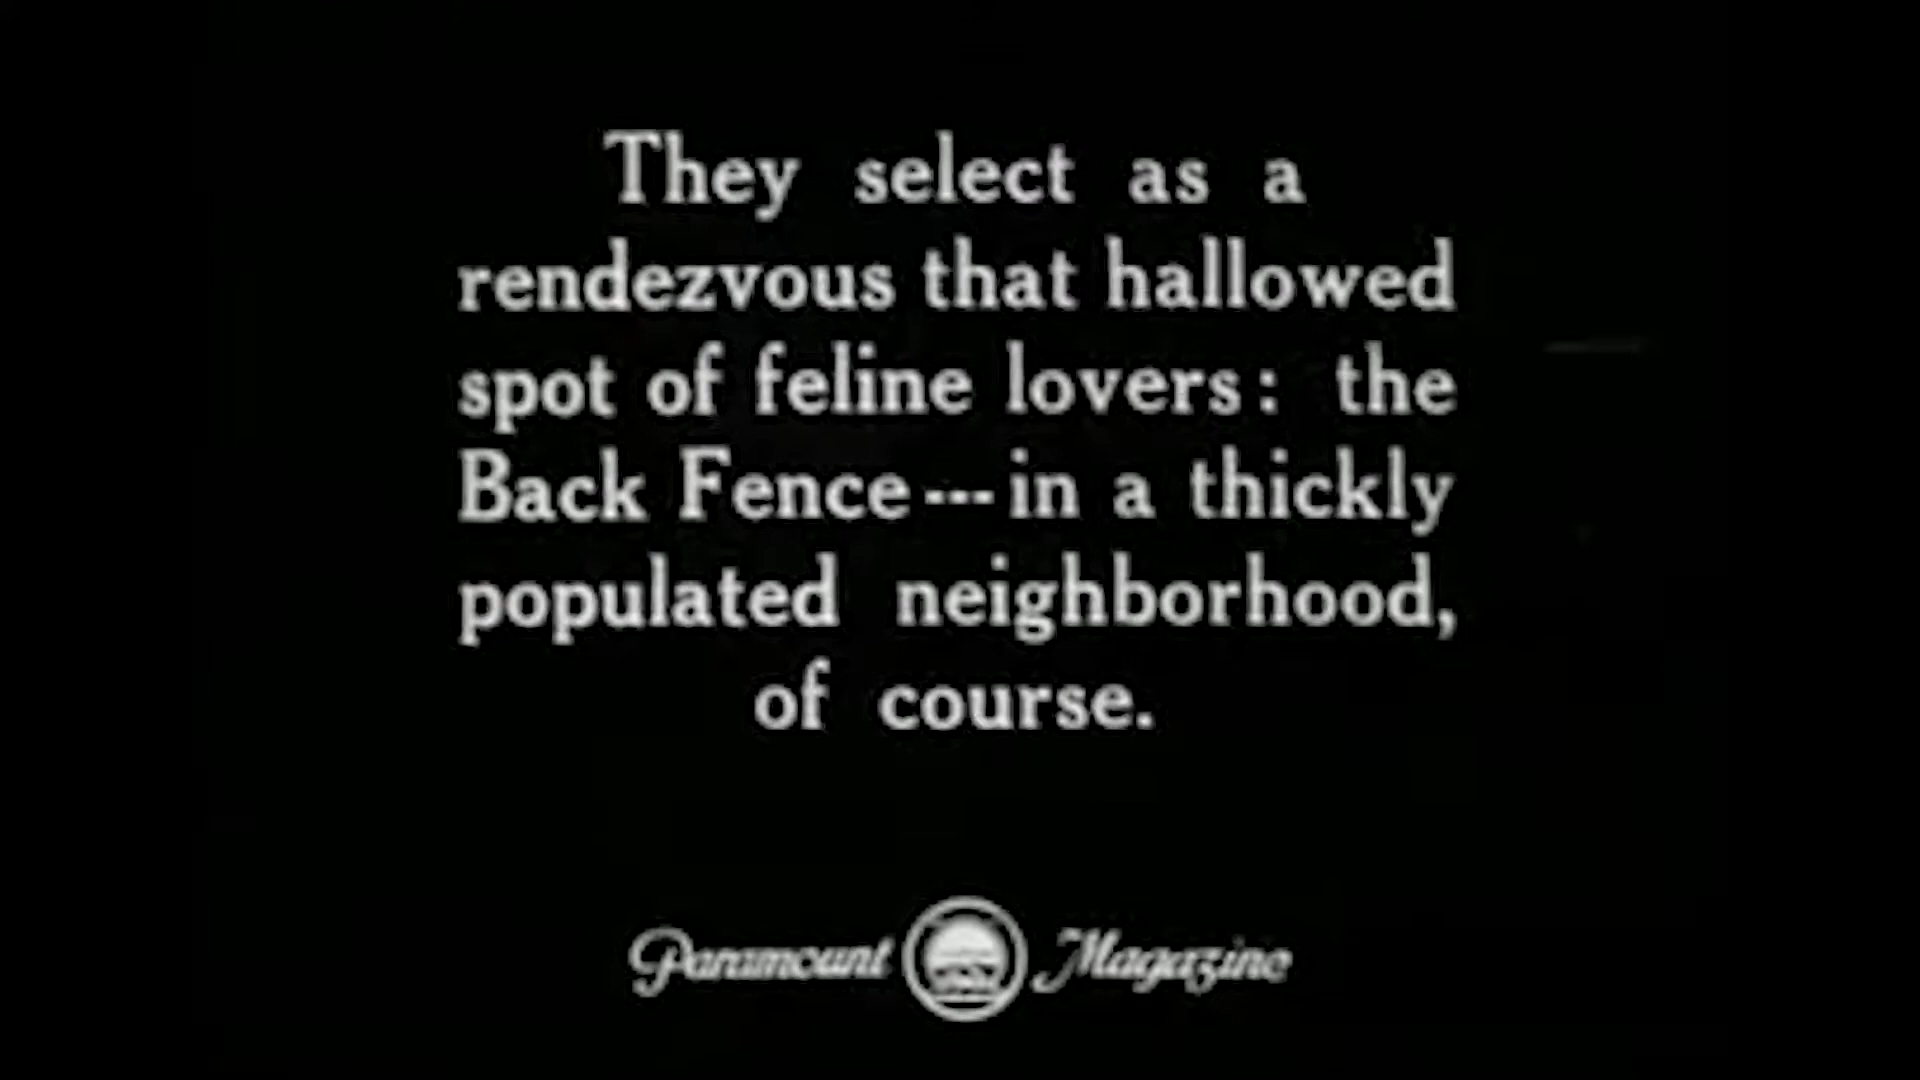 They select as a
rendezvous that hallowed
spot of feline lovers: the
Back Fence---in a thickly
populated neighborhood,
of course.
Paramount Magazine